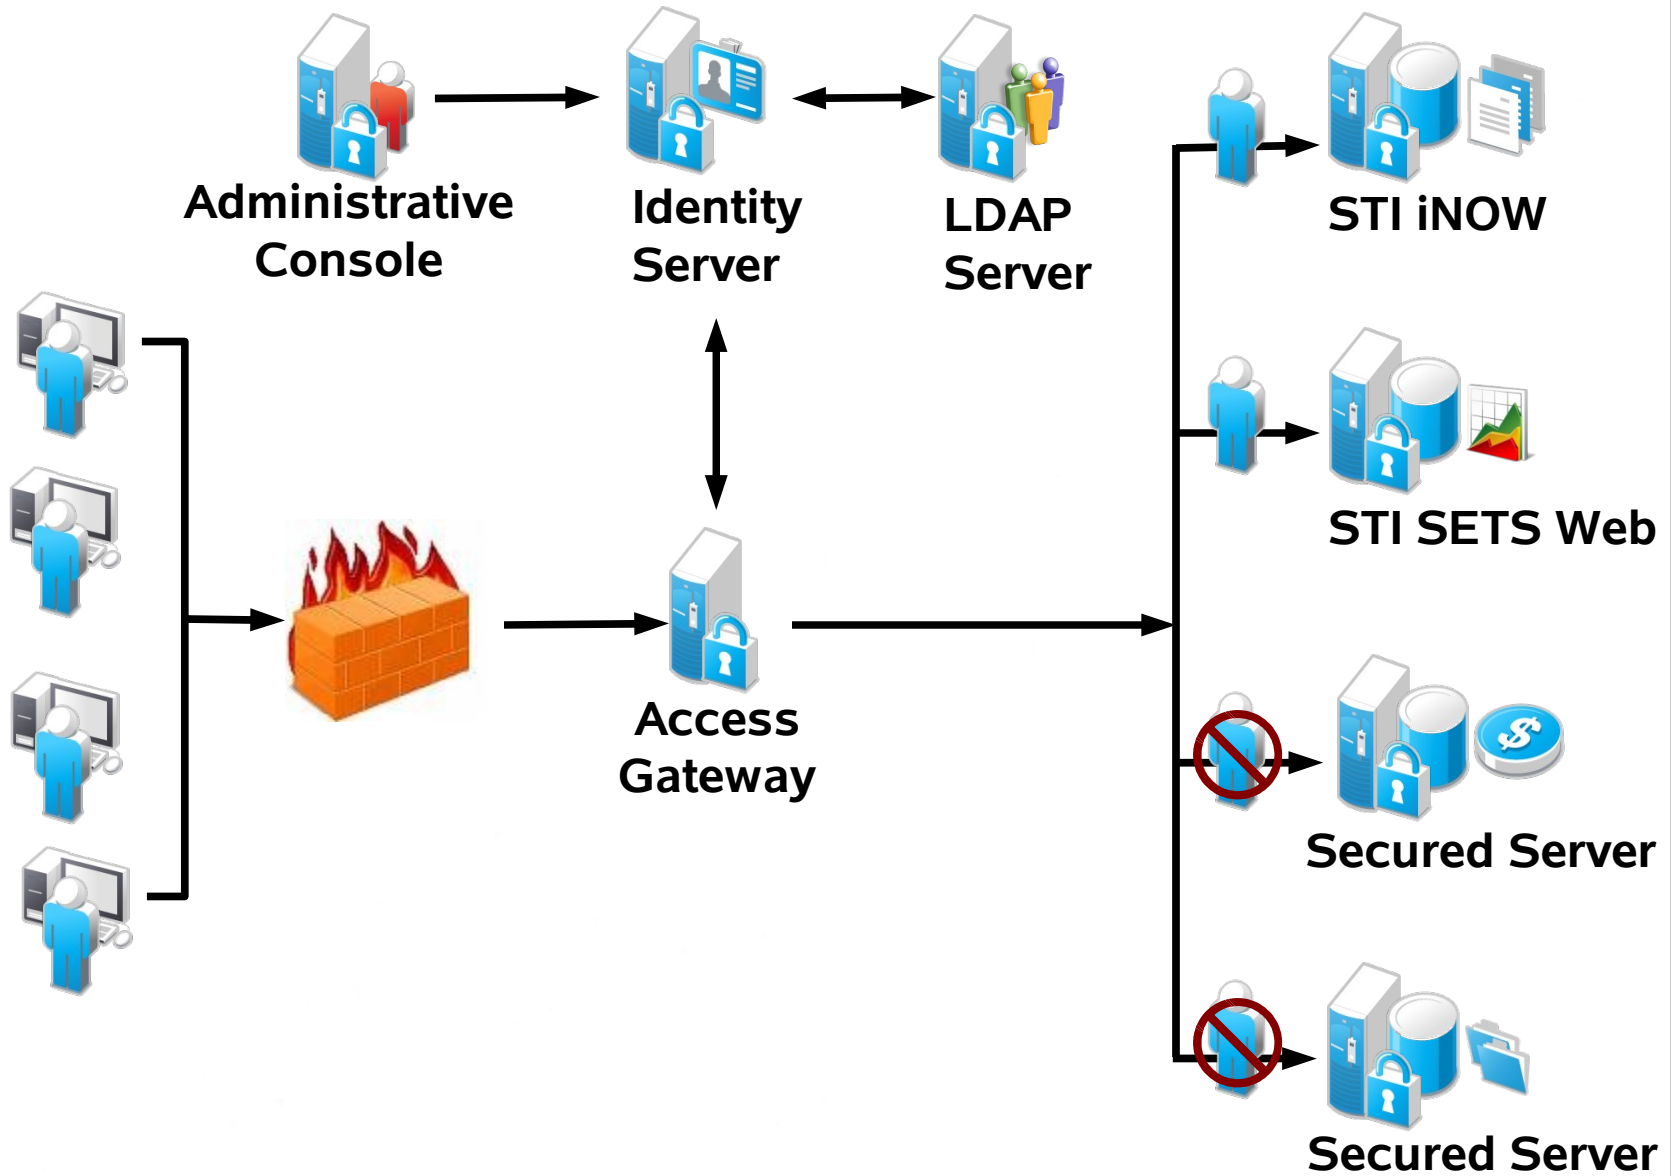 Administrative
Console
Identity
Server
LDAP
Server
STI iNOW
STI SETS Web
Access
Gateway
$
Secured Server
Secured Server